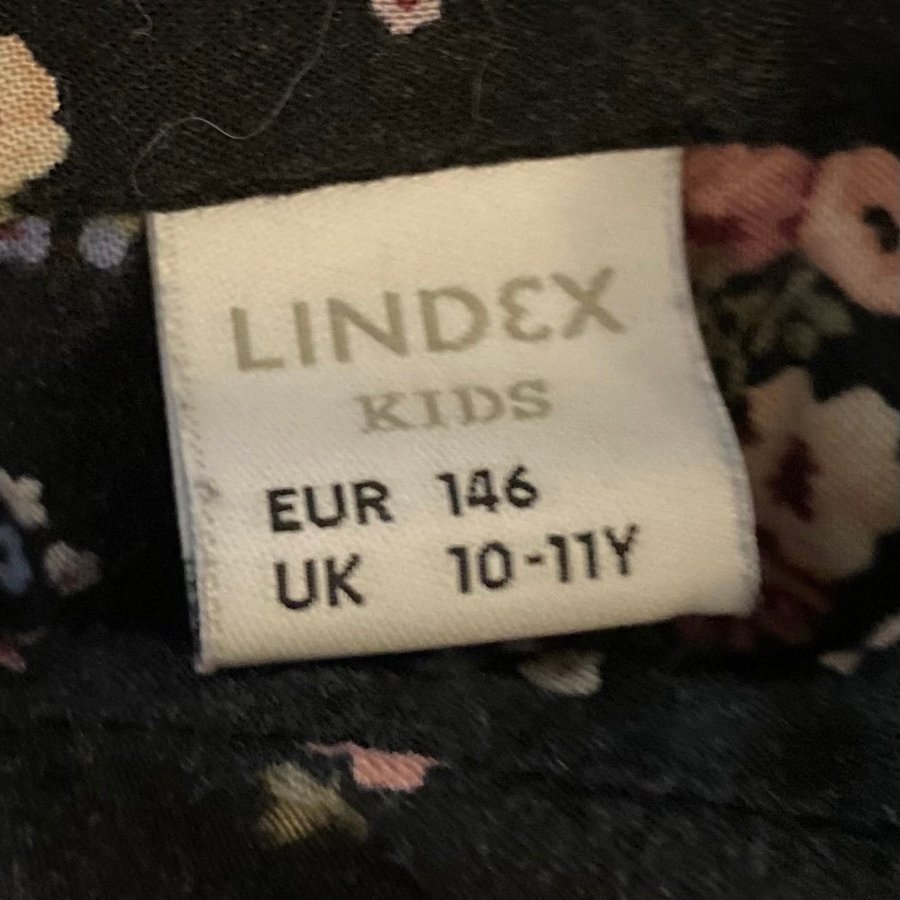 LINDEX
KIDS
EUR 146
UK 10-11Y